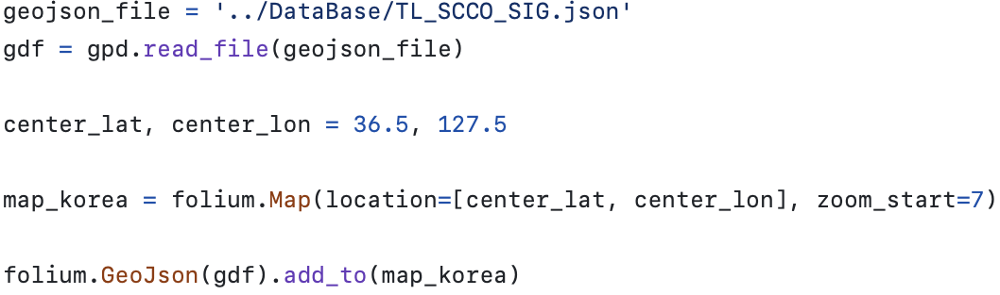 geojson_file = '../DataBase/TL_SCCO_SIG.json'
gdf = gpd.read_file(geojson_file)
center_lat, center_lon = 36.5, 127.5
map_korea = folium.Map(location=[center_lat, center_lon], zoom_start=7)
folium.GeoJson(gdf).add_to(map_korea)